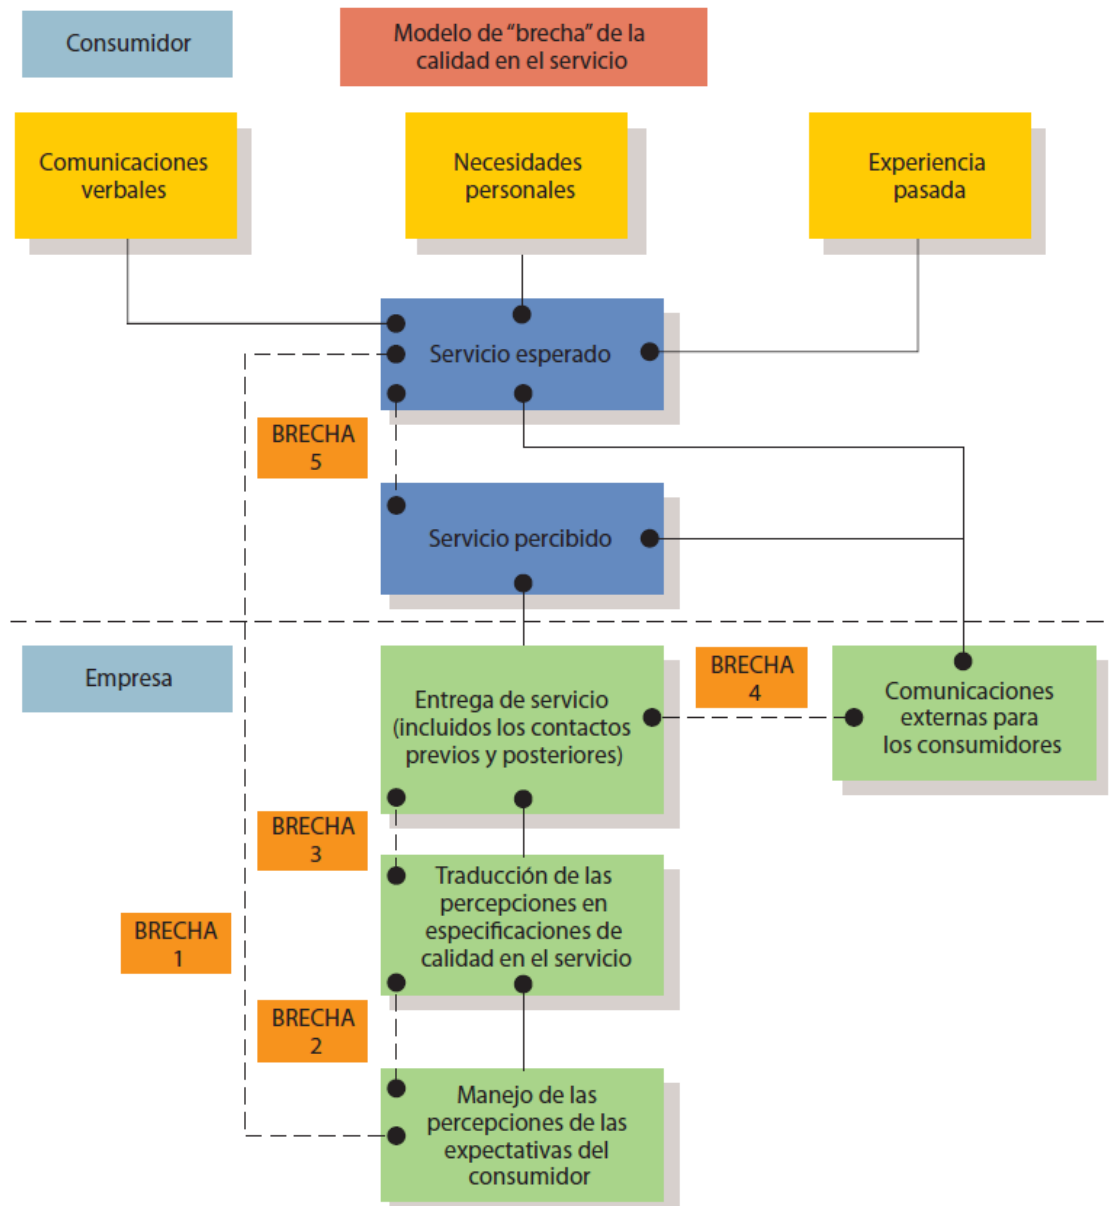 Consumidor
Modelo de “brecha” de la
calidad en el servicio
Comunicaciones
verbales
Necesidades
personales
Experiencia
pasada
Servicio esperado
BRECHA
5
Servicio percibido
Empresa
Entrega de servicio
(incluidos los contactos
previos y posteriores)
BRECHA
4
Comunicaciones
externas para
los consumidores
BRECHA
3
Traducción de las
percepciones en
especificaciones de
calidad en el servicio
BRECHA
1
BRECHA
2
Manejo de las
percepciones de las
expectativas del
consumidor